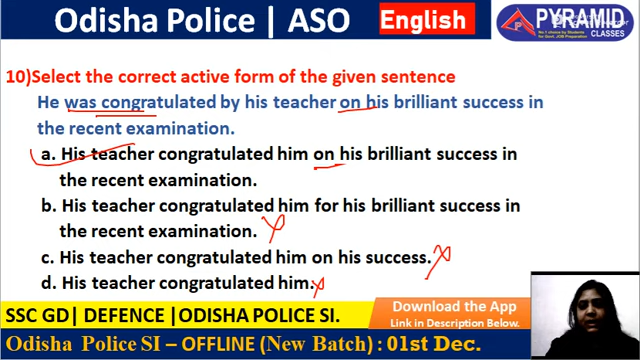 Odisha Police | ASO English PYRAMID
CLASSES
10)Select the correct active form of the given sentence
He was congratulated by his teacher on his brilliant success in
the recent examination.
a. His teacher congratulated him on his brilliant success in
the recent examination.
b. His teacher congratulated him for his brilliant success in
the recent examination.
c. His teacher congratulated him on his success.
d. His teacher congratulated him.
SSC GD| DEFENCE |ODISHA POLICE SI. Download the App
Link in Description Below.
Odisha Police SI – OFFLINE (New Batch) : 01st Dec.